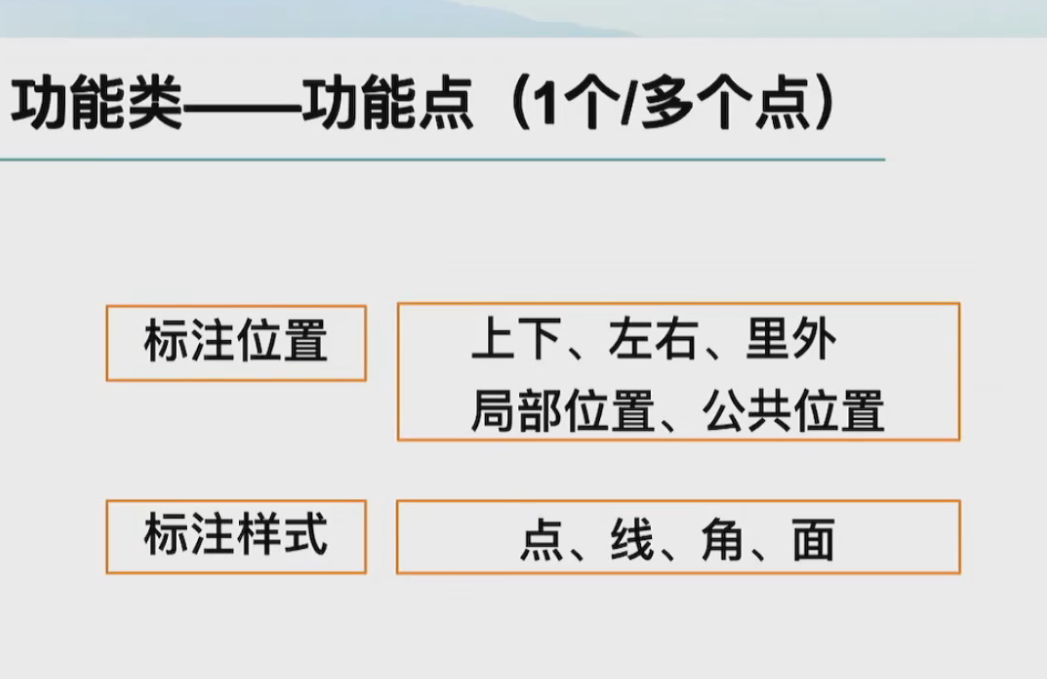 功能类——功能点（1个/多个点）
标注位置
上下、左右、里外
局部位置、公共位置
标注样式
点、线、角、面